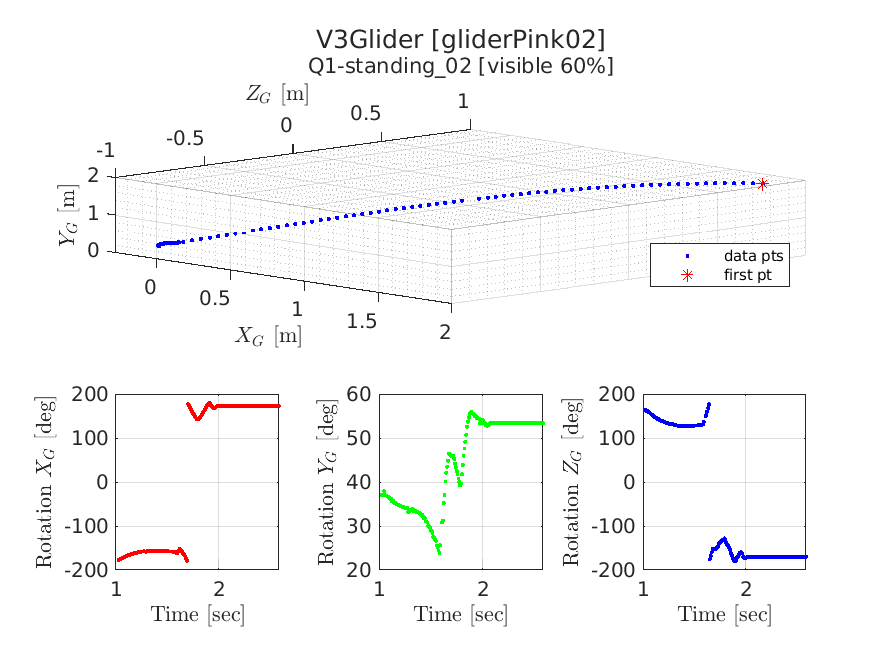 V3Glider [gliderPink02]
Q1-standing_02 [visible 60%]
Z_G [m]
-1 -0.5 0 0.5 1
Y_G [m]
2
1
0
0 0.5 1 1.5 2
X_G [m]
data pts
first pt
Rotation X_G [deg]
200
100
0
-100
-200
1 2
Time [sec]
Rotation Y_G [deg]
60
50
40
30
20
1 2
Time [sec]
Rotation Z_G [deg]
200
100
0
-100
-200
1 2
Time [sec]